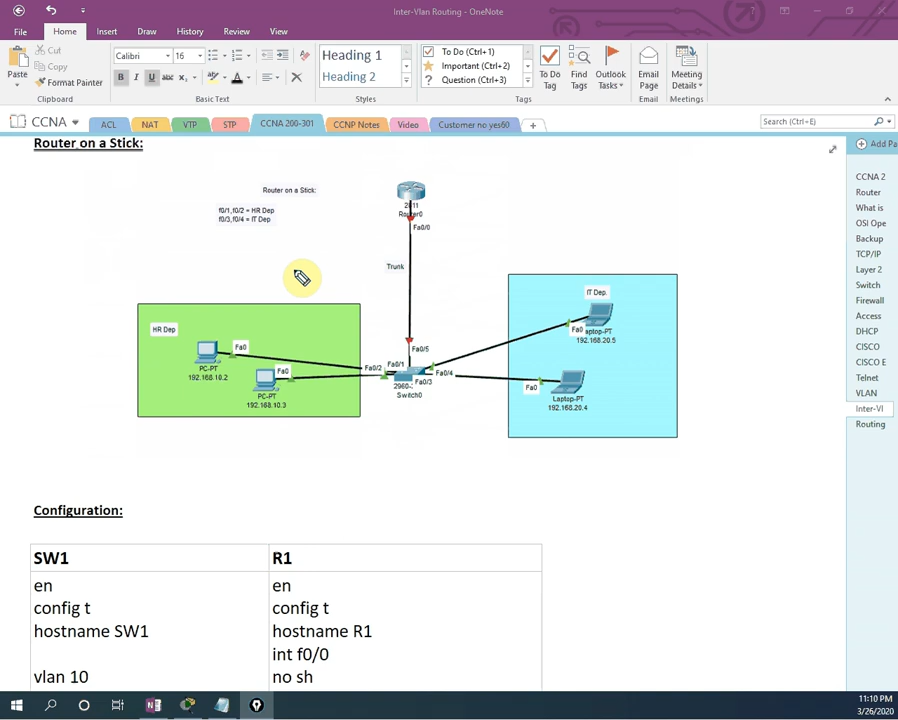 Inter-Vlan Routing - OneNote
File Home Insert Draw History Review View
Paste
Cut
Copy
Format Painter
Clipboard
Calibri 16
B I U abc x₂ A
Basic Text
Heading 1
Heading 2
Styles
To Do (Ctrl+1)
Important (Ctrl+2)
Question (Ctrl+3)
To Do Tag
Find Tags
Outlook Tasks
Tags
Email Page
Email
Meeting Details
Meetings
CCNA
ACL NAT VTP STP CCNA 200-301 CCNP Notes Video Customer no yes60 +
Search (Ctrl+E)
Add Pa
Router on a Stick:
Router on a Stick:
f0/1,f0/2 = HR Dep
f0/3,f0/4 = IT Dep
Router0
Fa0/0
Trunk
HR Dep
Fa0
PC-PT
192.168.10.2
Fa0
PC-PT
192.168.10.3
Fa0/5
Fa0/2
Fa0/1
Fa0/4
Fa0/3
Switch0
IT Dep.
Fa0
192.168.20.5
Fa0
Laptop-PT
192.168.20.4
Configuration:
SW1 R1
en en
config t config t
hostname SW1 hostname R1
int f0/0
vlan 10 no sh
CCNA 2
Router
What is
OSI Ope
Backup
TCP/IP
Layer 2
Switch
Firewall
Access
DHCP
CISCO
CISCO E
Telnet
VLAN
Inter-Vl
Routing
11:10 PM
3/26/2020